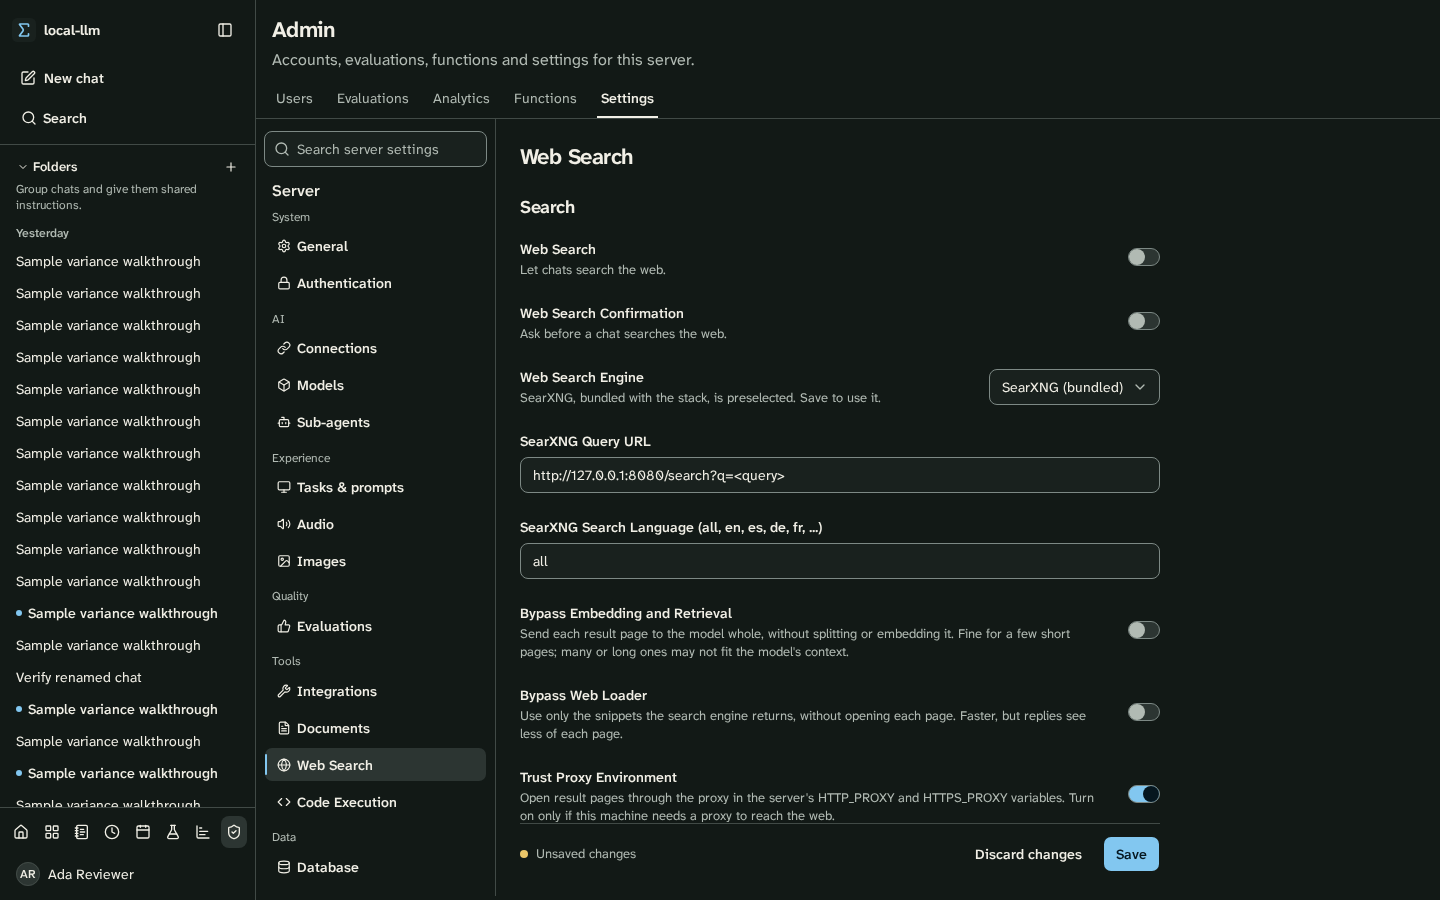 local-llm
New chat
Search
Folders
Group chats and give them shared
instructions.
Yesterday
Sample variance walkthrough
Sample variance walkthrough
Sample variance walkthrough
Sample variance walkthrough
Sample variance walkthrough
Sample variance walkthrough
Sample variance walkthrough
Sample variance walkthrough
Sample variance walkthrough
Sample variance walkthrough
Sample variance walkthrough
Sample variance walkthrough
Sample variance walkthrough
Verify renamed chat
Sample variance walkthrough
Sample variance walkthrough
Sample variance walkthrough
Sample variance walkthrough
AR Ada Reviewer
Admin
Accounts, evaluations, functions and settings for this server.
Users Evaluations Analytics Functions Settings
Search server settings
Server
System
General
Authentication
AI
Connections
Models
Sub-agents
Experience
Tasks & prompts
Audio
Images
Quality
Evaluations
Tools
Integrations
Documents
Web Search
Code Execution
Data
Database
Web Search
Search
Web Search
Let chats search the web.
Web Search Confirmation
Ask before a chat searches the web.
Web Search Engine
SearXNG, bundled with the stack, is preselected. Save to use it.
SearXNG (bundled)
SearXNG Query URL
http://127.0.0.1:8080/search?q=<query>
SearXNG Search Language (all, en, es, de, fr, ...)
all
Bypass Embedding and Retrieval
Send each result page to the model whole, without splitting or embedding it. Fine for a few short
pages; many or long ones may not fit the model's context.
Bypass Web Loader
Use only the snippets the search engine returns, without opening each page. Faster, but replies see
less of each page.
Trust Proxy Environment
Open result pages through the proxy in the server's HTTP_PROXY and HTTPS_PROXY variables. Turn
on only if this machine needs a proxy to reach the web.
Unsaved changes
Discard changes
Save